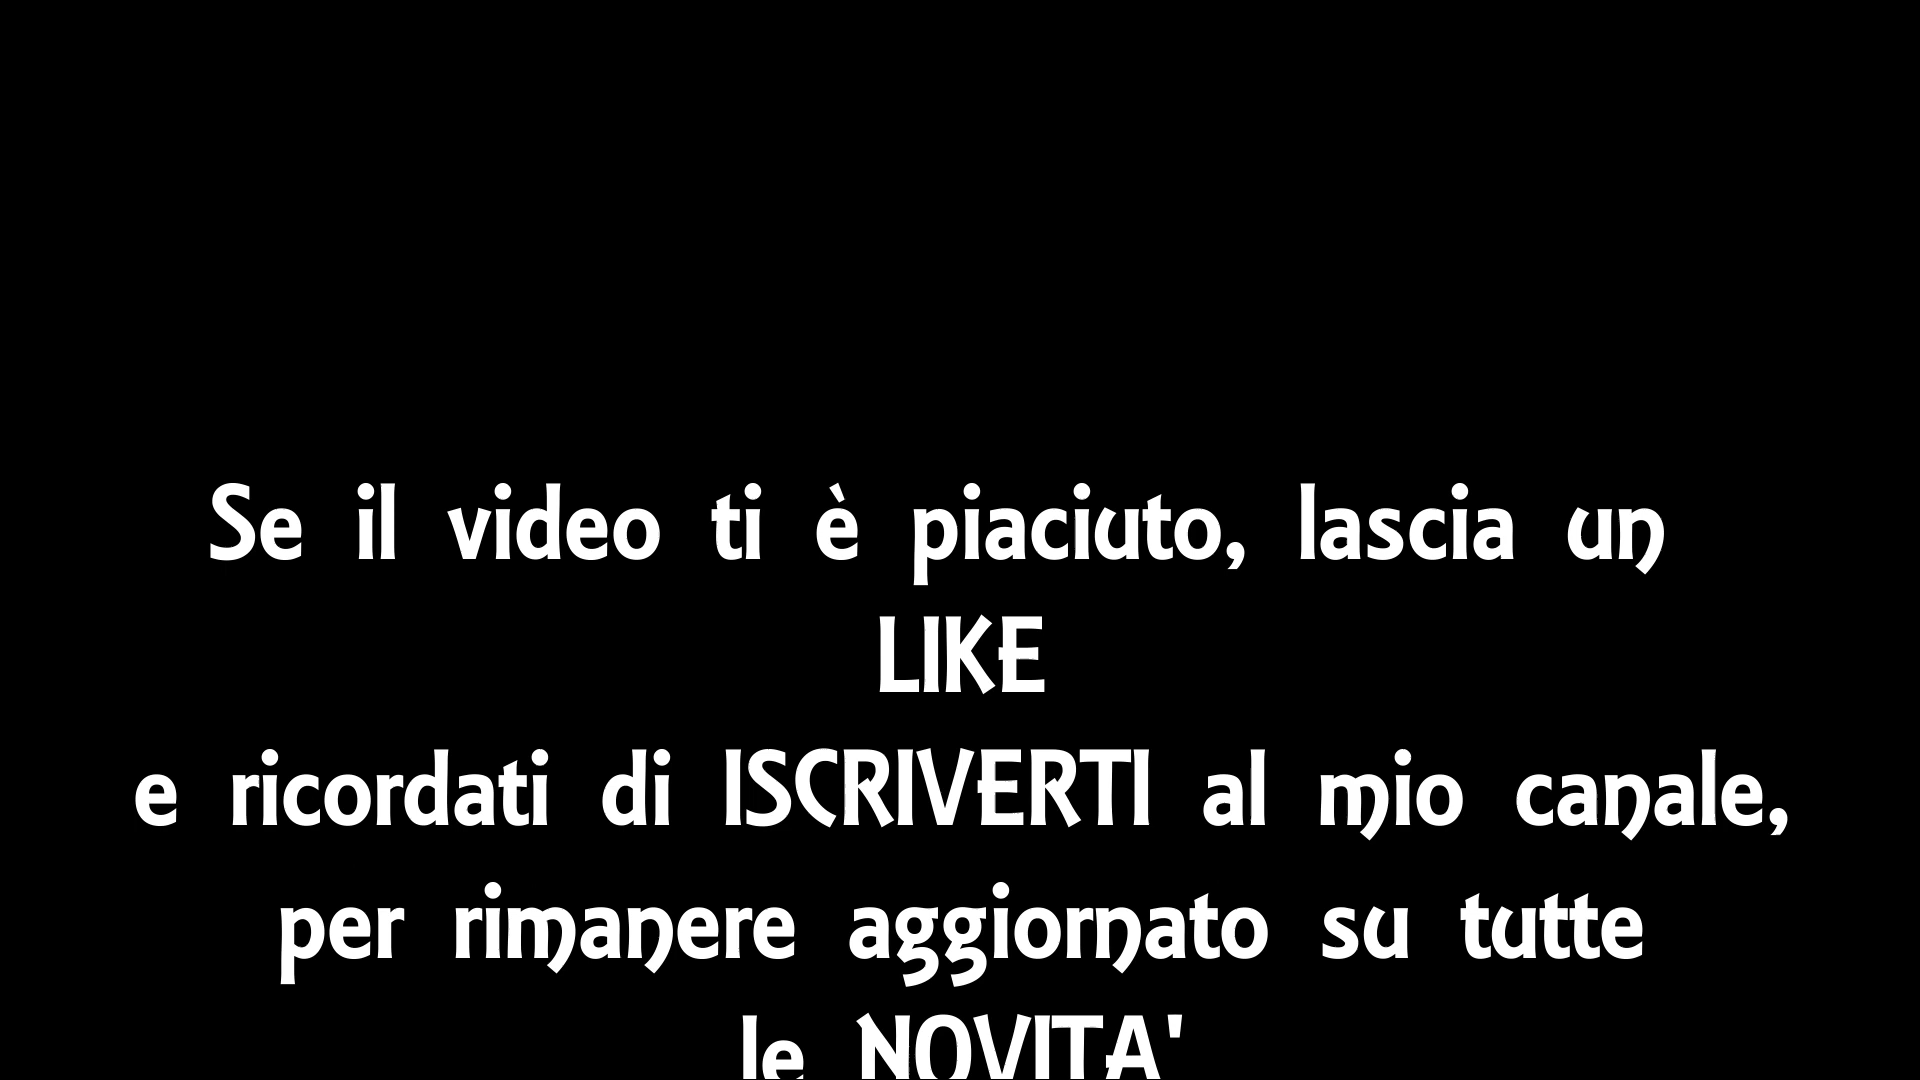 Se il video ti è piaciuto, lascia un
LIKE
e ricordati di ISCRIVERTI al mio canale,
per rimanere aggiornato su tutte
le NOVITA'